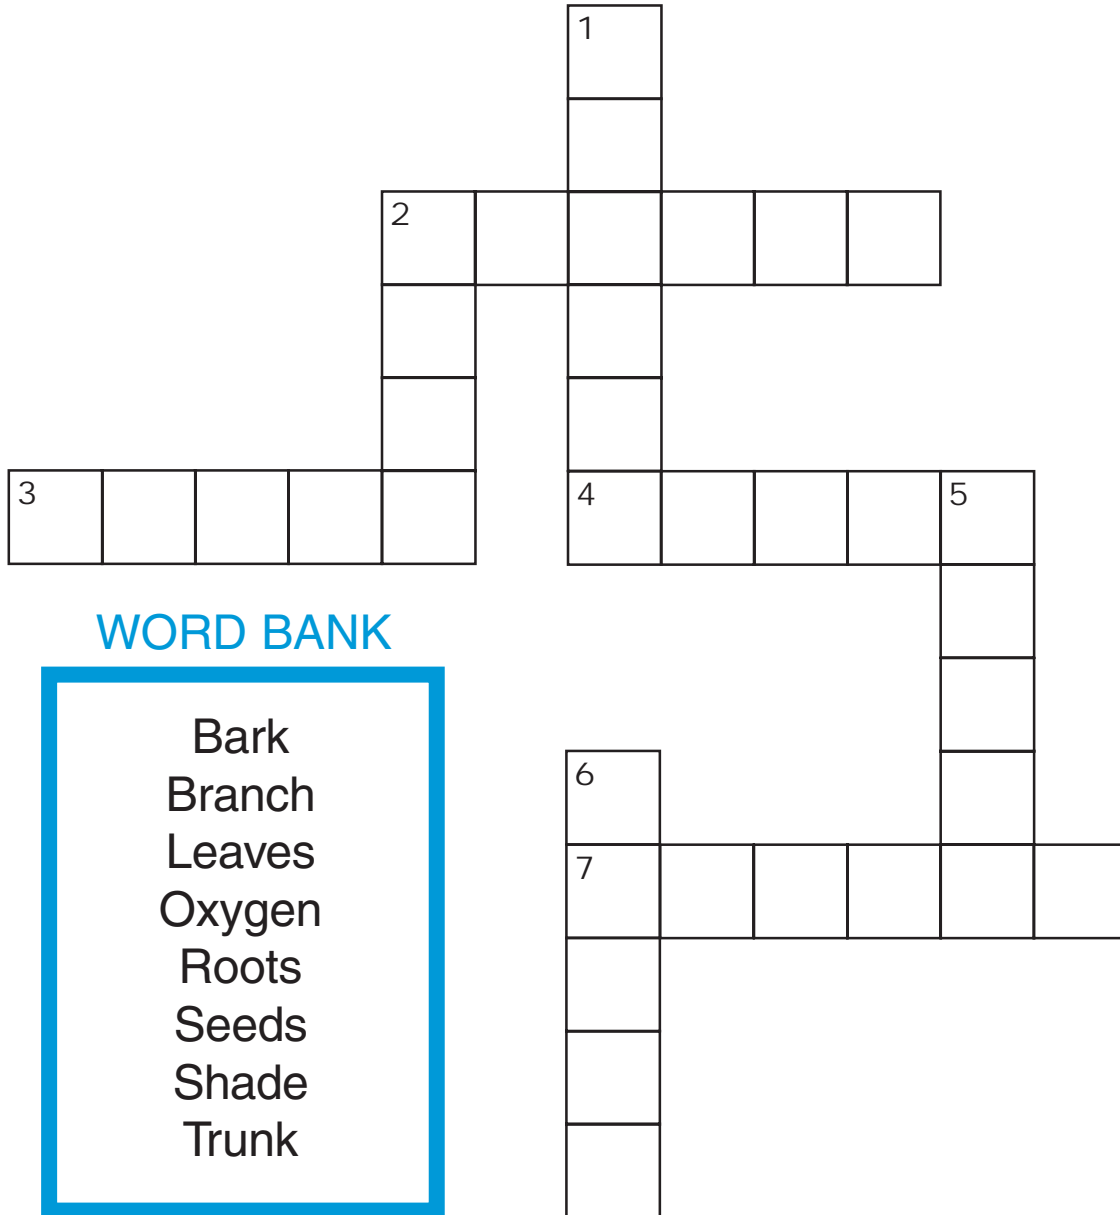 1
2
3
4 5
WORD BANK
Bark
Branch
Leaves
Oxygen
Roots
Seeds
Shade
Trunk
6
7